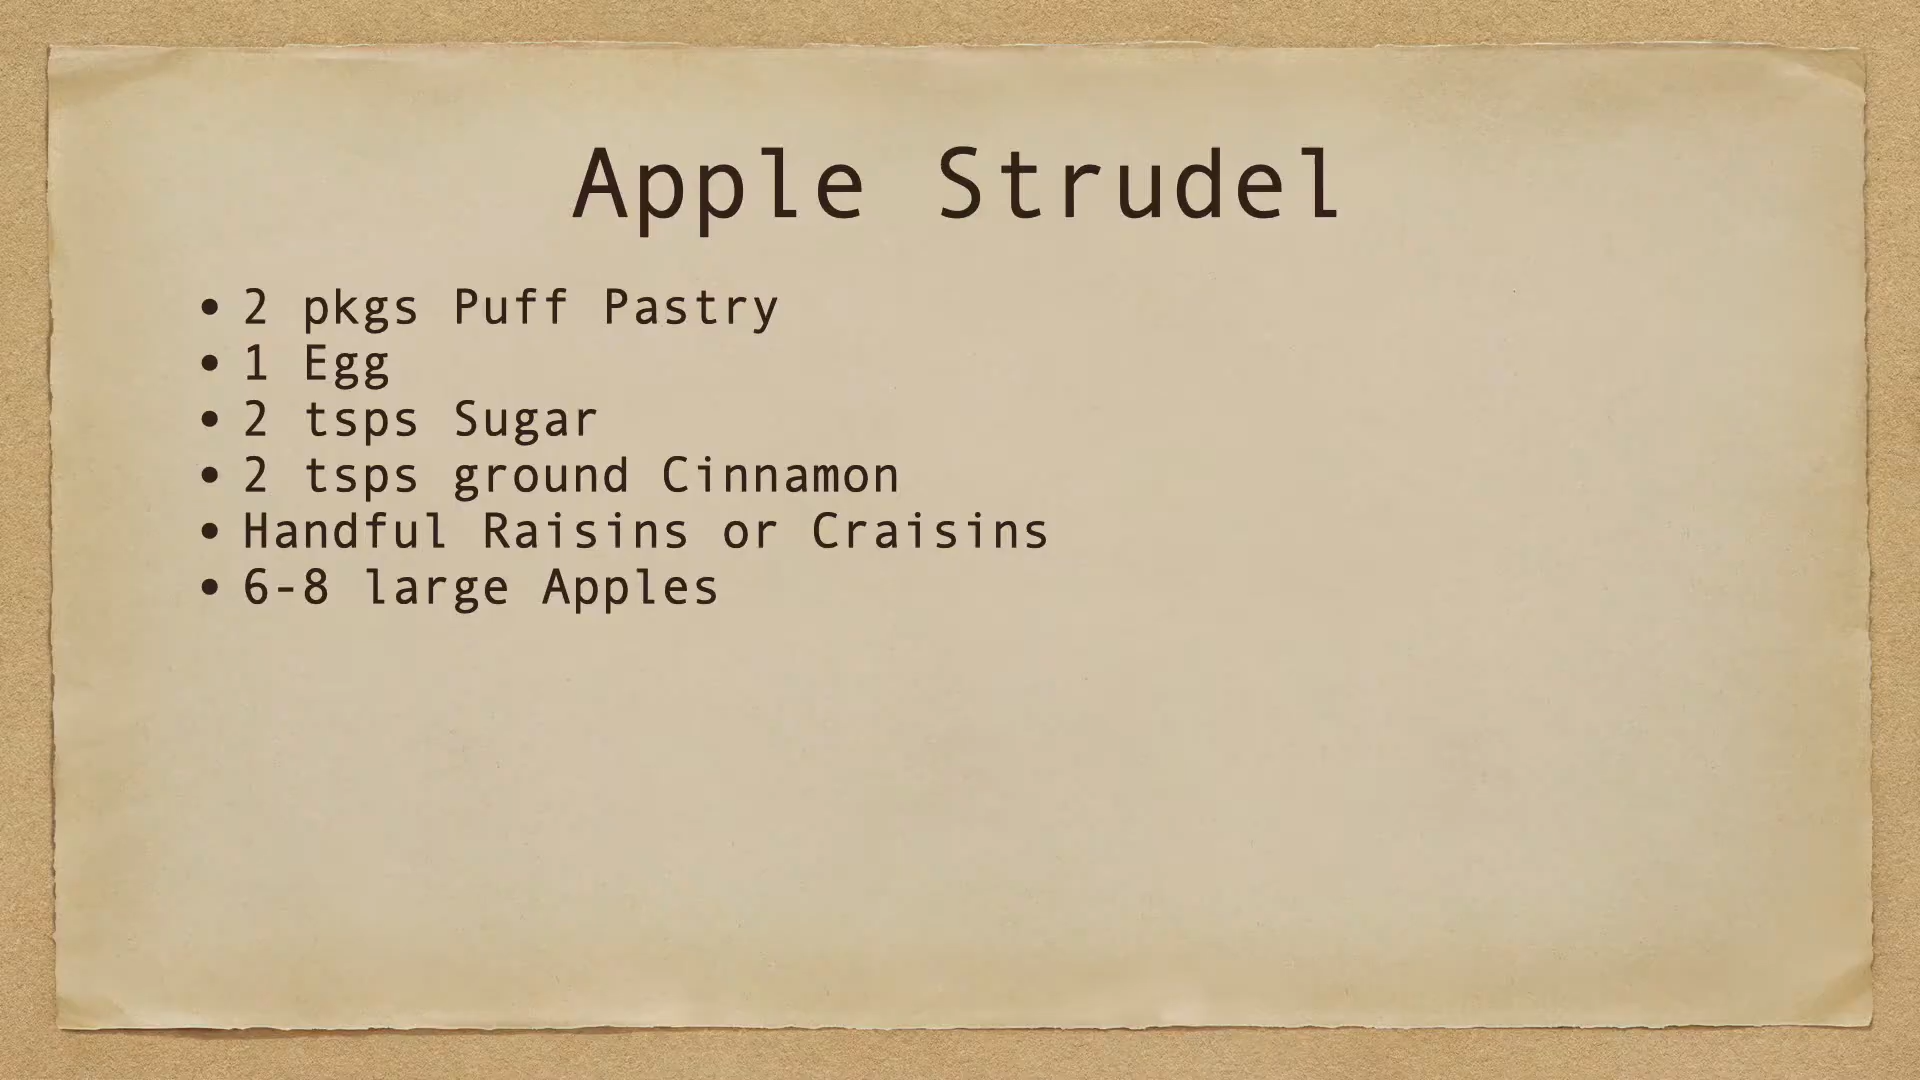 Apple Strudel
• 2 pkgs Puff Pastry
• 1 Egg
• 2 tsps Sugar
• 2 tsps ground Cinnamon
• Handful Raisins or Craisins
• 6-8 large Apples